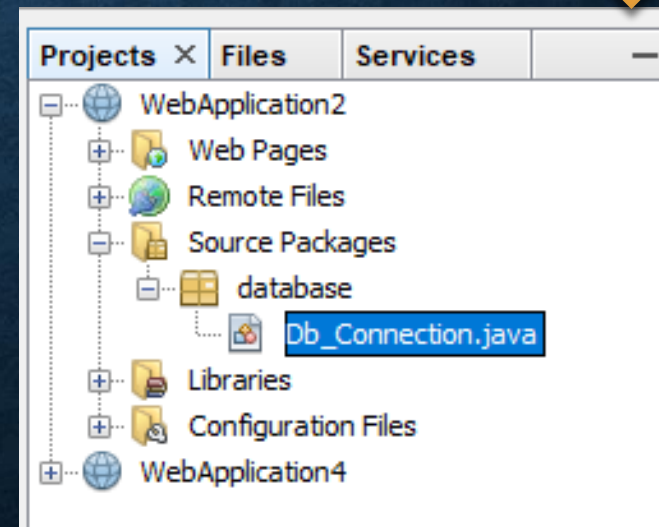 Projects Files Services
WebApplication2
Web Pages
Remote Files
Source Packages
database
Db_Connection.java
Libraries
Configuration Files
WebApplication4